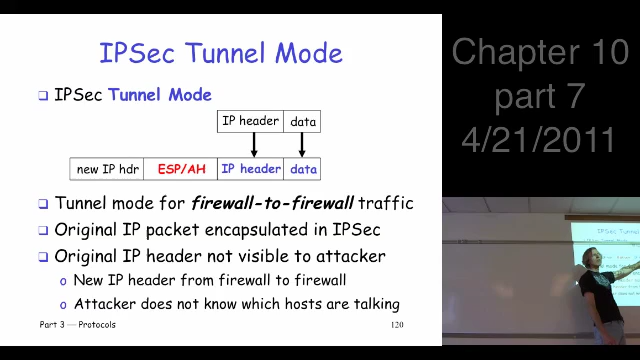 IPSec Tunnel Mode
❑ IPSec Tunnel Mode
IP header data
new IP hdr ESP/AH IP header data
❑ Tunnel mode for firewall-to-firewall traffic
❑ Original IP packet encapsulated in IPSec
❑ Original IP header not visible to attacker
o New IP header from firewall to firewall
o Attacker does not know which hosts are talking
Part 3 — Protocols 120
Chapter 10
part 7
4/21/2011
IPSec Tunnel